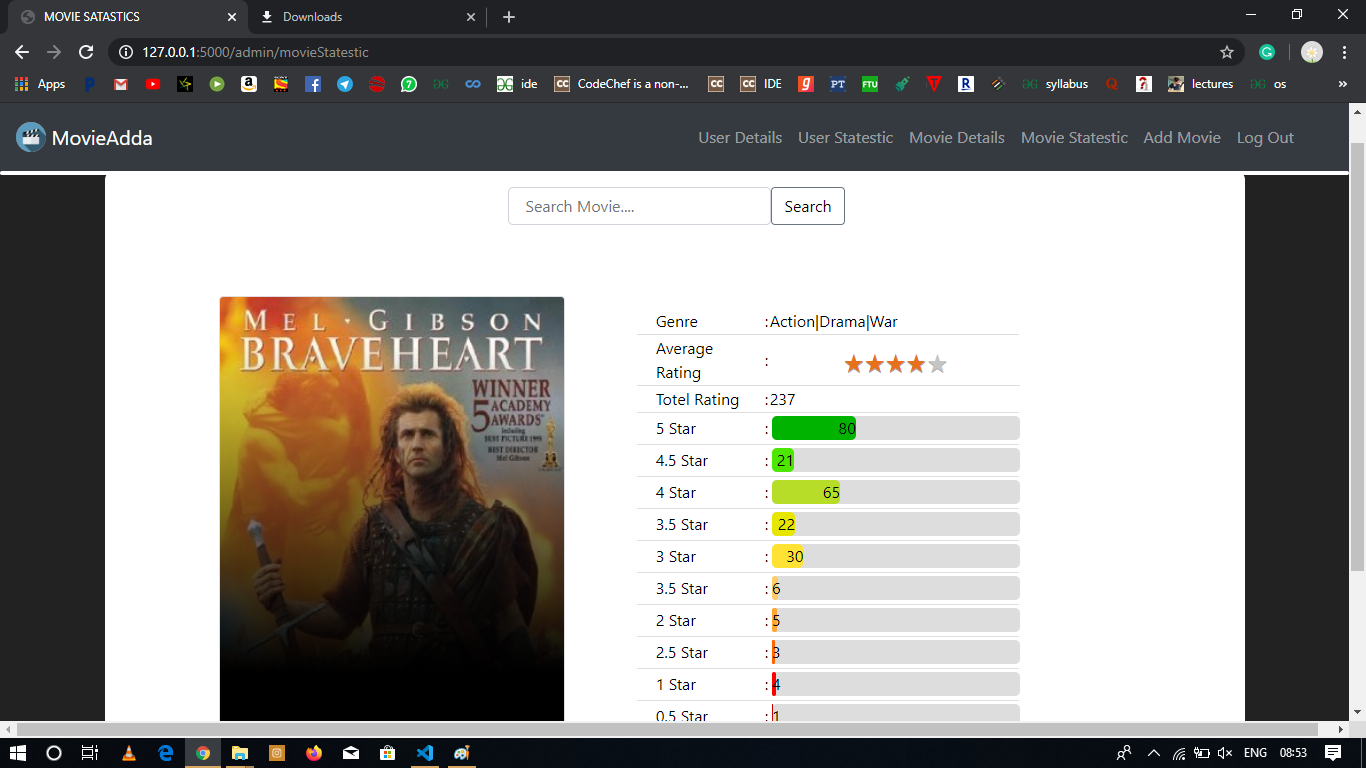 MOVIE SATASTICS
Downloads
127.0.0.1:5000/admin/movieStatestic
Apps
ide
CC CodeChef is a non-...
CC
CC IDE
g
PT
FTU
T
R
Q
syllabus
lectures
os
»
MovieAdda
User Details User Statestic Movie Details Movie Statestic Add Movie Log Out
Search Movie.... Search
MEL · GIBSON
BRAVEHEART
WINNER
5 ACADEMY
AWARDS
including
BEST PICTURE 1995
BEST DIRECTOR
Mel Gibson
Genre :Action|Drama|War
Average Rating :
Totel Rating :237
5 Star : 80
4.5 Star : 21
4 Star : 65
3.5 Star : 22
3 Star : 30
3.5 Star : 6
2 Star : 5
2.5 Star : 3
1 Star : 4
0.5 Star : 1
ENG 08:53